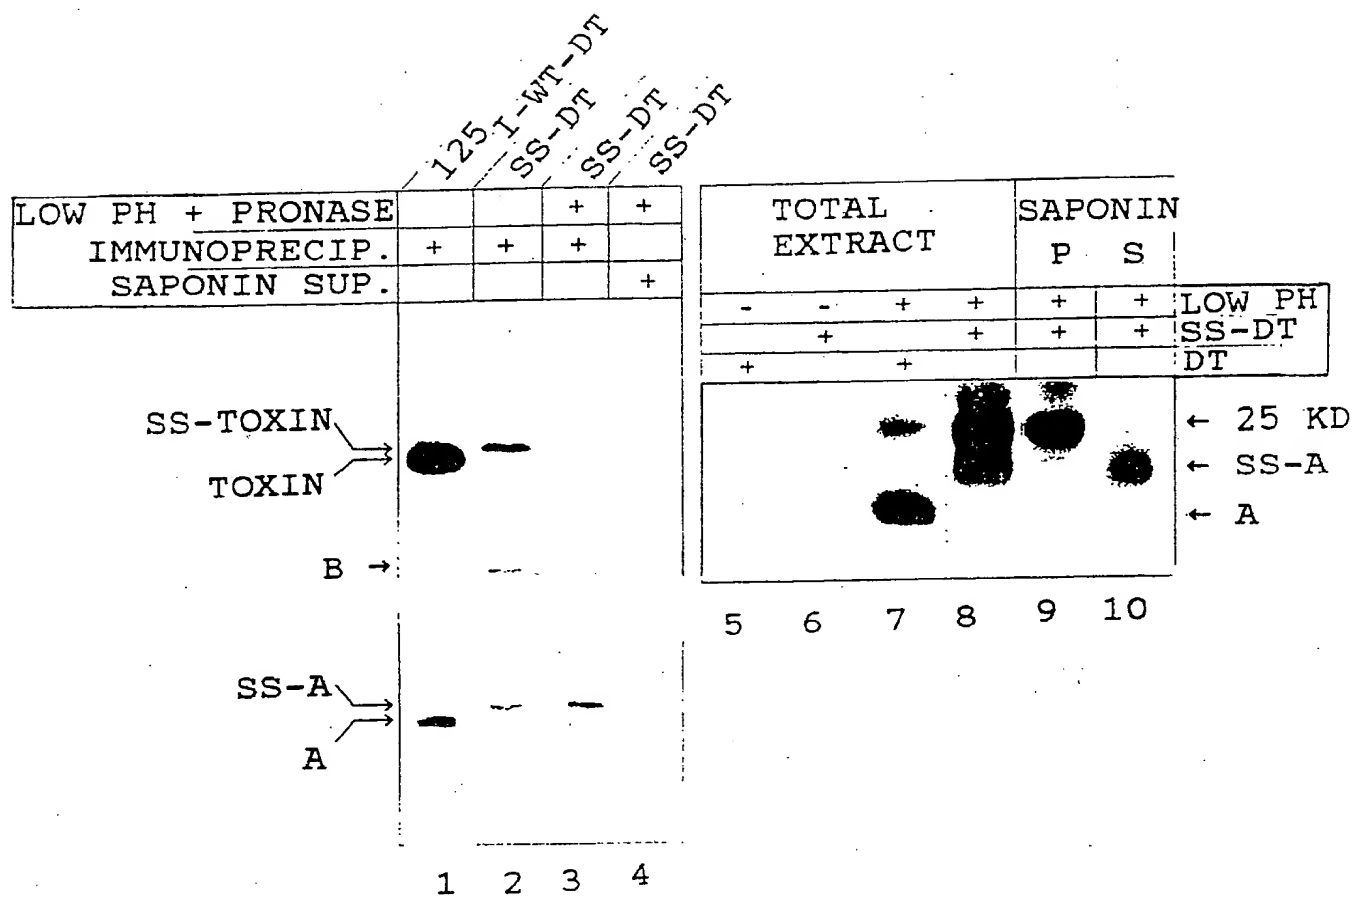 125I-WT-DT
SS-DT
SS-DT
SS-DT
LOW PH + PRONASE + +
IMMUNOPRECIP. + + +
SAPONIN SUP. +
TOTAL EXTRACT
SAPONIN
P S
- - + + + + LOW PH
+ + + + SS-DT
+ + DT
SS-TOXIN
TOXIN
B →
SS-A
A
← 25 KD
← SS-A
← A
1 2 3 4
5 6 7 8 9 10